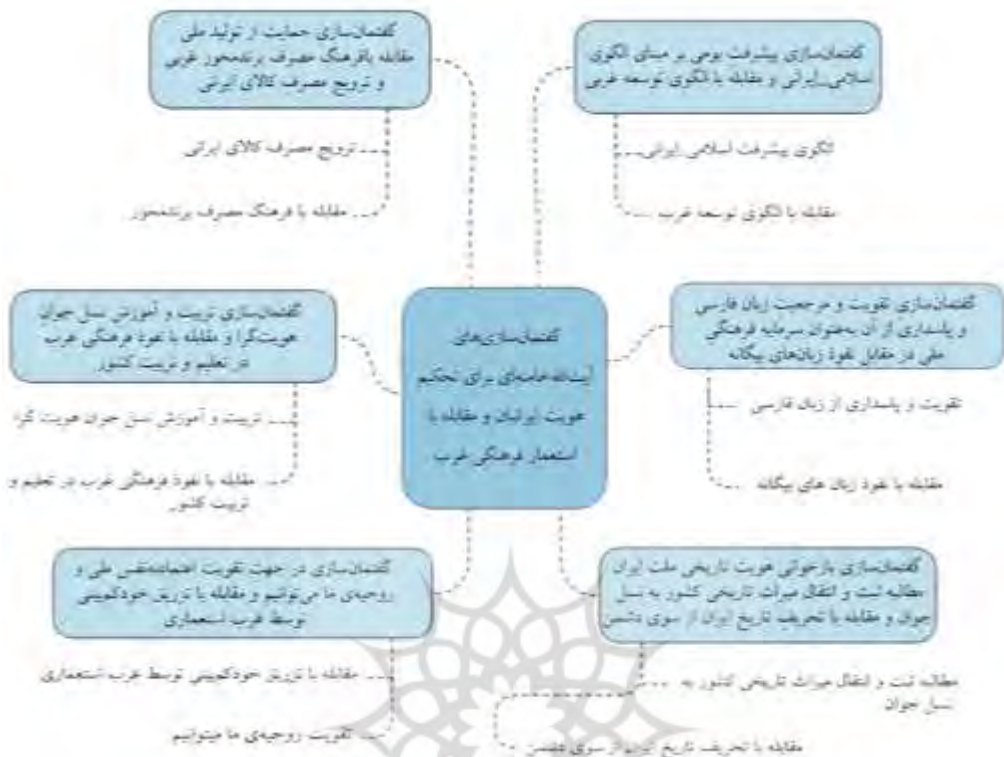 گفتمان‌سازی پیشرفت بومی بر مبنای الگوی
اسلامی_ایرانی و مقابله با الگوی توسعه غربی
الگوی پیشرفت اسلامی ایرانی
مقابله با الگوی توسعه غرب
گفتمان‌سازی حمایت از تولید ملی
مقابله بافرهنگ مصرف برندمحور غربی
و ترویج مصرف کالای ایرانی
ترویج مصرف کالای ایرانی
مقابله با فرهنگ مصرف برندمحور
گفتمان‌سازی‌های
آیت‌الله خامنه‌ای برای تحکیم
هویت ایرانیان و مقابله با
استعمار فرهنگی غرب
گفتمان‌سازی تقویت و مرجعیت زبان فارسی
و پاسداری از آن به‌عنوان سرمایه فرهنگی
ملی در مقابل نفوذ زبان‌های بیگانه
تقویت و پاسداری از زبان فارسی
مقابله با نفوذ زبان های بیگانه
گفتمان‌سازی تربیت و آموزش نسل جوان
هویت‌گرا و مقابله با نفوذ فرهنگی غرب
در تعلیم و تربیت کشور
تربیت و آموزش نسل جوان هویت گرا
مقابله با نفوذ فرهنگی غرب در تعلیم و
تربیت کشور
گفتمان‌سازی بازخوانی هویت تاریخی ملت ایران
مطالبه ثبت و انتقال میراث تاریخی کشور به نسل
جوان و مقابله با تحریف تاریخ ایران از سوی دشمن
مطالبه ثبت و انتقال میراث تاریخی کشور به
نسل جوان
مقابله با تحریف تاریخ ایران از سوی دشمن
گفتمان‌سازی در جهت تقویت اعتمادبه‌نفس ملی و
روحیه‌ی ما می‌توانیم و مقابله با تزریق خودکم‌بینی
توسط غرب استعماری
مقابله با تزریق خودکم‌بینی توسط غرب استعماری
تقویت روحیه‌ی ما میتوانیم